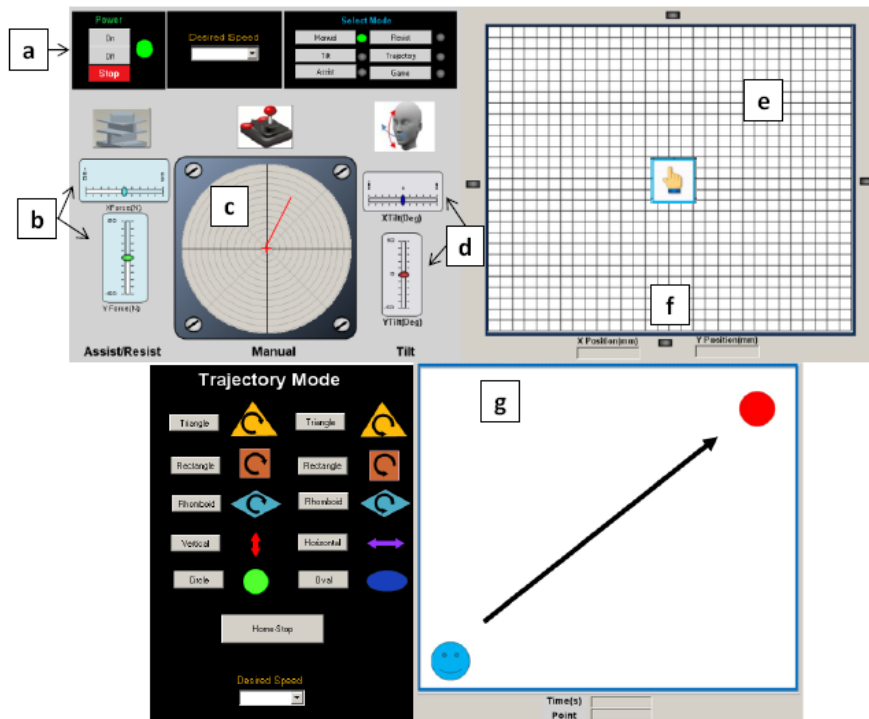 Power
On
Off
Stop
a
Desired Speed
Select Mode
Manual
Resist
Tilt
Trajectory
Assist
Game
e
b
c
d
XForce(N)
XTilt(Deg)
Y Force(N)
YTilt(Deg)
f
Assist/Resist
Manual
Tilt
X Position(mm)
Y Position(mm)
Trajectory Mode
g
Triangle
Triangle
Rectangle
Rectangle
Rhomboid
Rhomboid
Vertical
Horizontal
Circle
Oval
Home-Stop
Desired Speed
Time(s)
Point